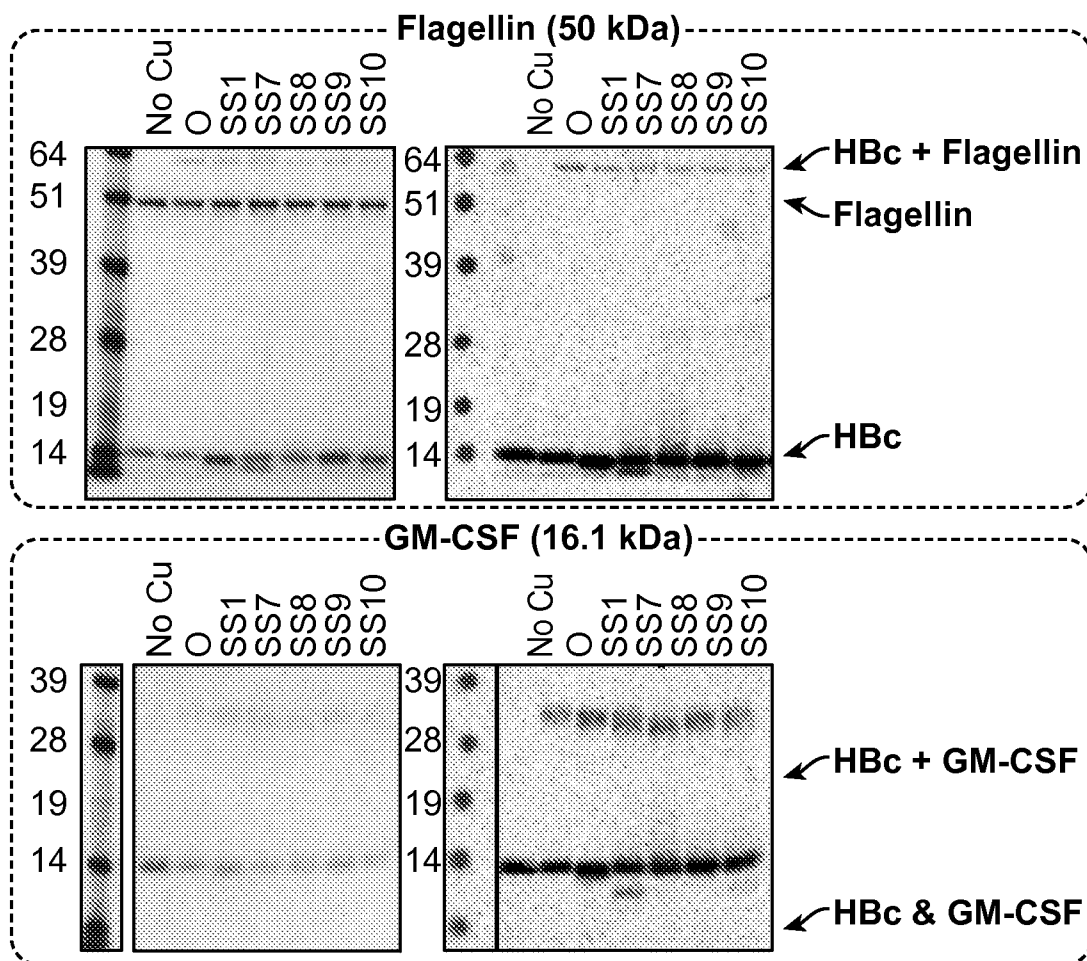 Flagellin (50 kDa)
No Cu O SS1 SS7 SS8 SS9 SS10
64
51
39
28
19
14
No Cu O SS1 SS7 SS8 SS9 SS10
64
51
39
28
19
14
HBc + Flagellin
Flagellin
HBc
GM-CSF (16.1 kDa)
No Cu O SS1 SS7 SS8 SS9 SS10
39
28
19
14
No Cu O SS1 SS7 SS8 SS9 SS10
39
28
19
14
HBc + GM-CSF
HBc & GM-CSF